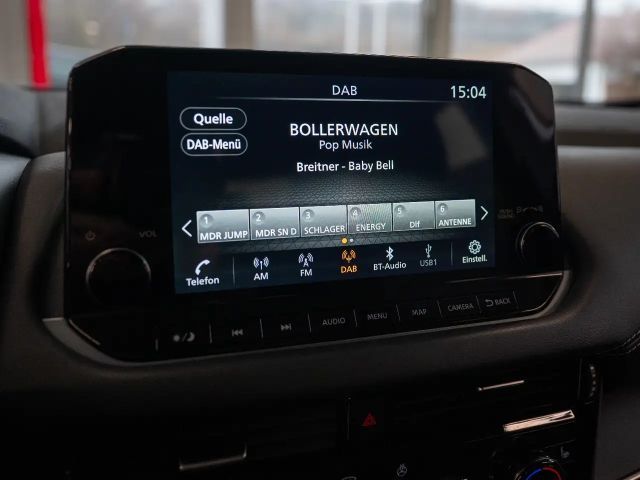 DAB
15:04
Quelle
BOLLERWAGEN
Pop Musik
DAB-Menü
Breitner - Baby Bell
1 MDR JUMP
2 MDR SN D
3 SCHLAGER
4 ENERGY
5 Dlf
6 ANTENNE
Telefon
AM
FM
DAB
BT-Audio
USB1
Einstell.
VOL
AUDIO
MENU
MAP
CAMERA
BACK